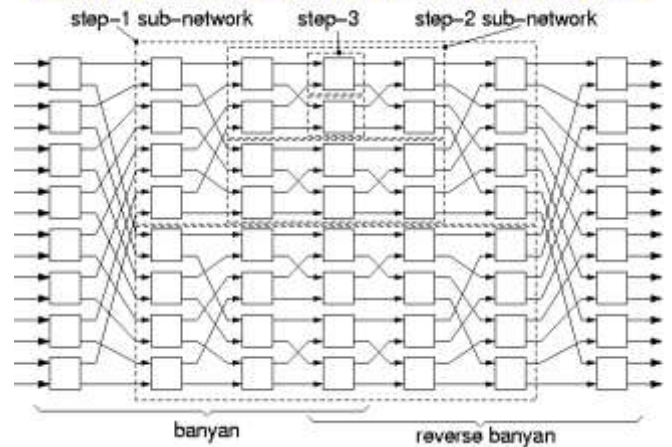 step-1 sub-network
step-3
step-2 sub-network
banyan
reverse banyan